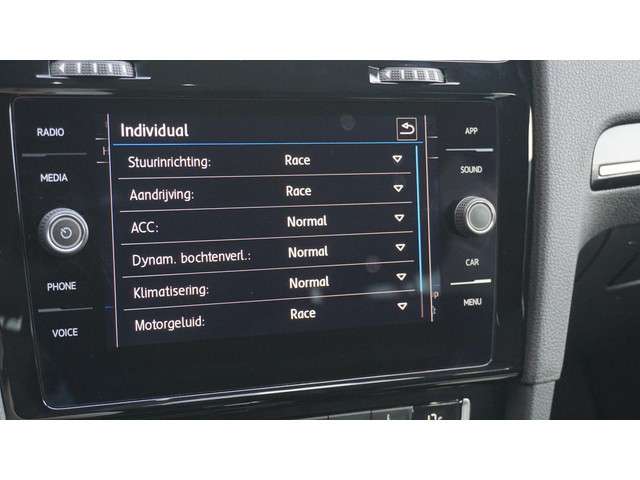 RADIO
MEDIA
PHONE
VOICE
Individual
Stuurinrichting: Race
Aandrijving: Race
ACC: Normal
Dynam. bochtenverl.: Normal
Klimatisering: Normal
Motorgeluid: Race
APP
SOUND
CAR
MENU